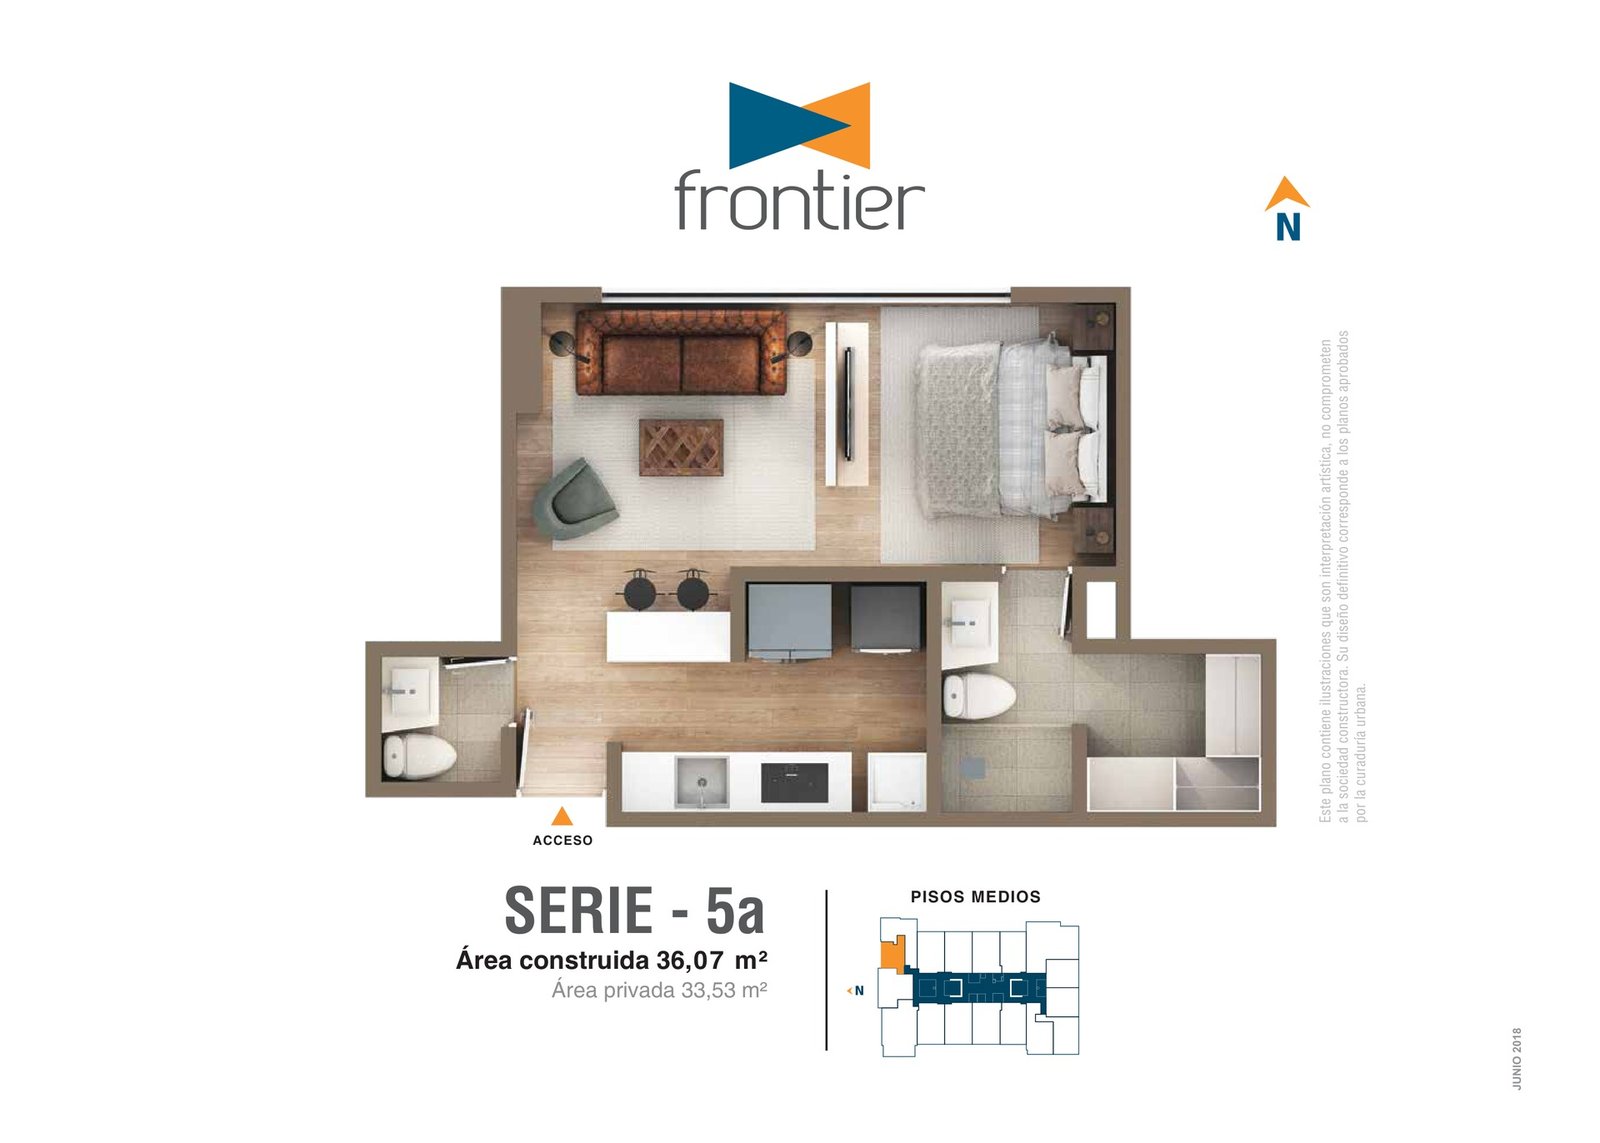 frontier
N
ACCESO
SERIE - 5a
Área construida 36,07 m²
Área privada 33,53 m²
PISOS MEDIOS
N
Este plano contiene ilustraciones que son interpretación artística, no comprometen
a la sociedad constructora. Su diseño definitivo corresponde a los planos aprobados
por la curaduría urbana.
JUNIO 2018